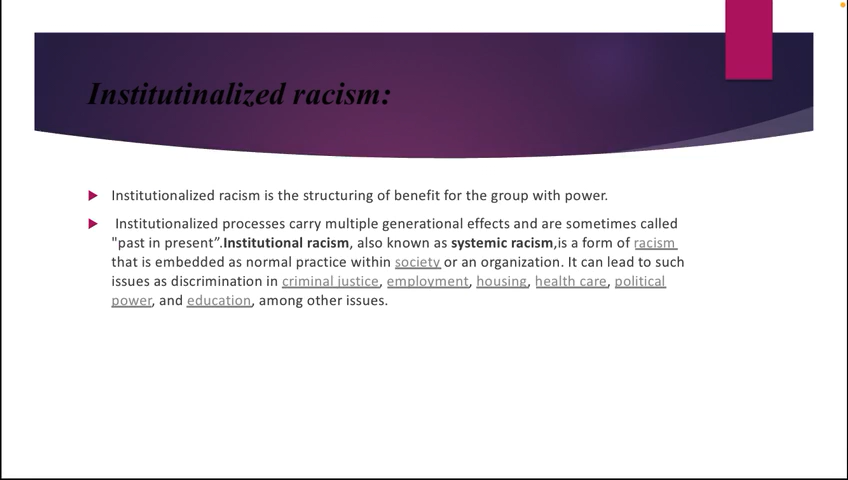 Institutinalized racism:
Institutionalized racism is the structuring of benefit for the group with power.
Institutionalized processes carry multiple generational effects and are sometimes called
"past in present”.Institutional racism, also known as systemic racism,is a form of racism
that is embedded as normal practice within society or an organization. It can lead to such
issues as discrimination in criminal justice, employment, housing, health care, political
power, and education, among other issues.